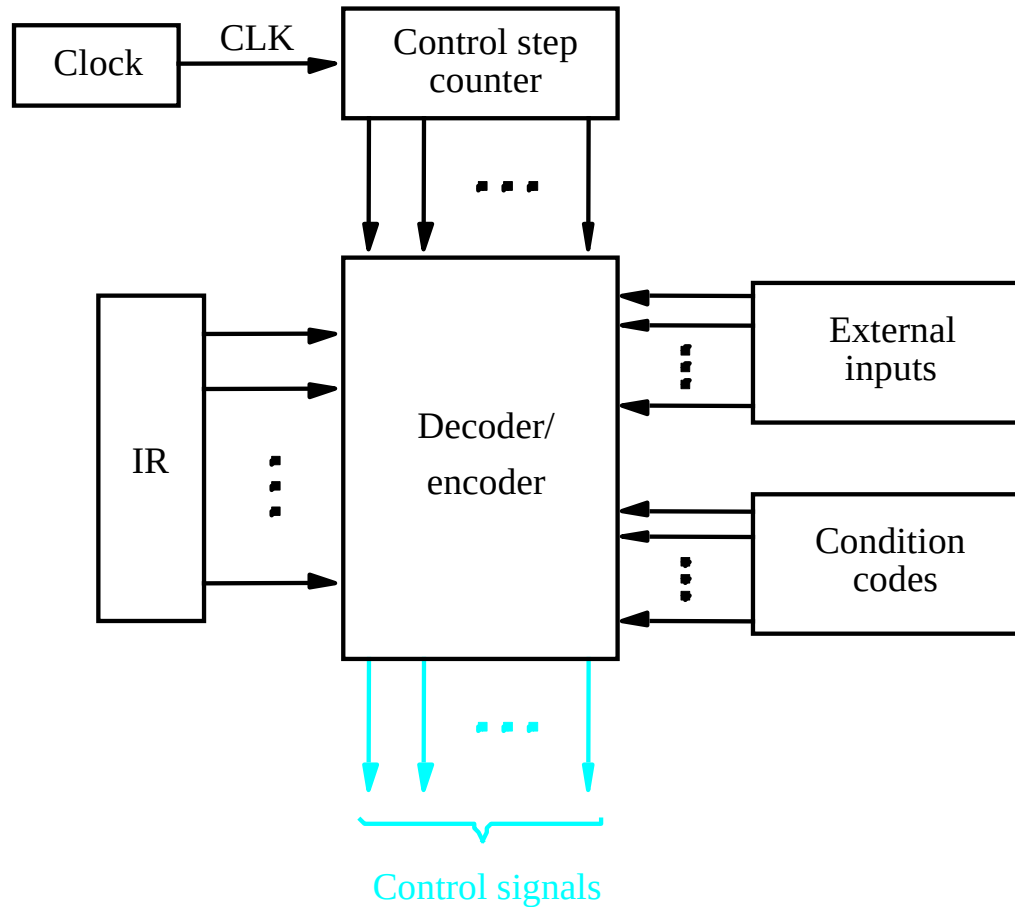 Clock
CLK
Control step
counter
IR
Decoder/
encoder
External
inputs
Condition
codes
Control signals